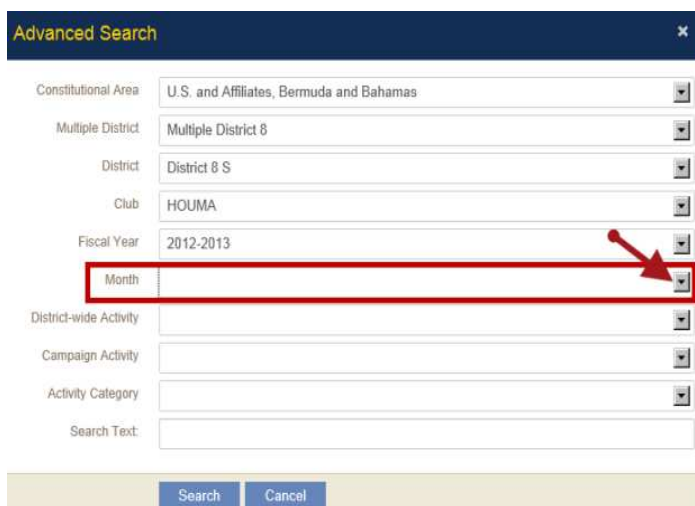 Advanced Search ×
Constitutional Area U.S. and Affiliates, Bermuda and Bahamas
Multiple District Multiple District 8
District District 8 S
Club HOUMA
Fiscal Year 2012-2013
Month
District-wide Activity
Campaign Activity
Activity Category
Search Text:
Search Cancel